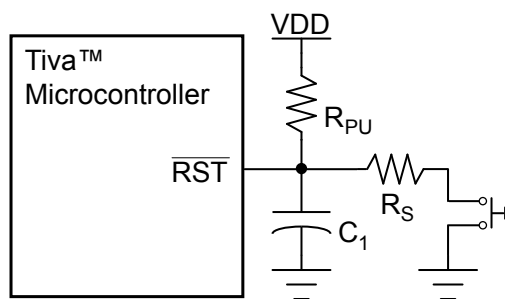 VDD
Tiva™
Microcontroller
R_PU
RST
R_S
C_1